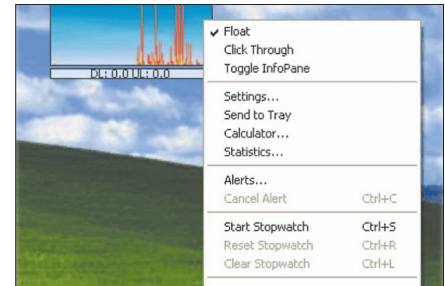 DL: 0.0 UL: 0.0
Float
Click Through
Toggle InfoPane
Settings...
Send to Tray
Calculator...
Statistics...
Alerts...
Cancel Alert Ctrl+C
Start Stopwatch Ctrl+S
Reset Stopwatch Ctrl+R
Clear Stopwatch Ctrl+L